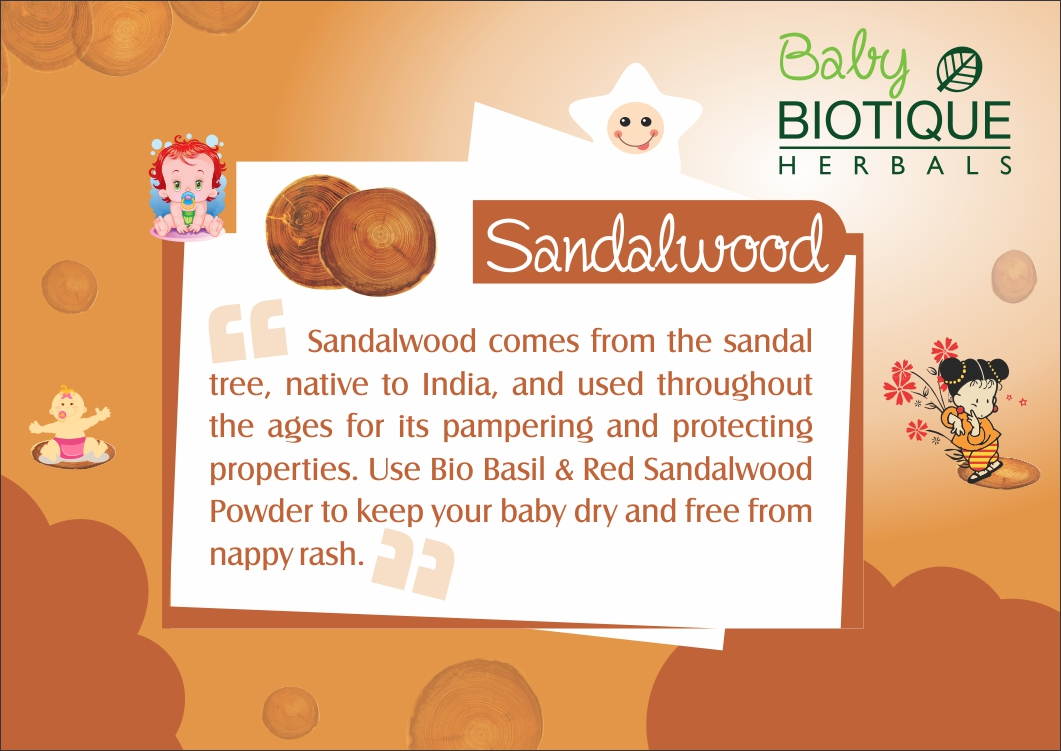 Baby
BIOTIQUE
HERBALS
Sandalwood
“ Sandalwood comes from the sandal
tree, native to India, and used throughout
the ages for its pampering and protecting
properties. Use Bio Basil & Red Sandalwood
Powder to keep your baby dry and free from
nappy rash. ”